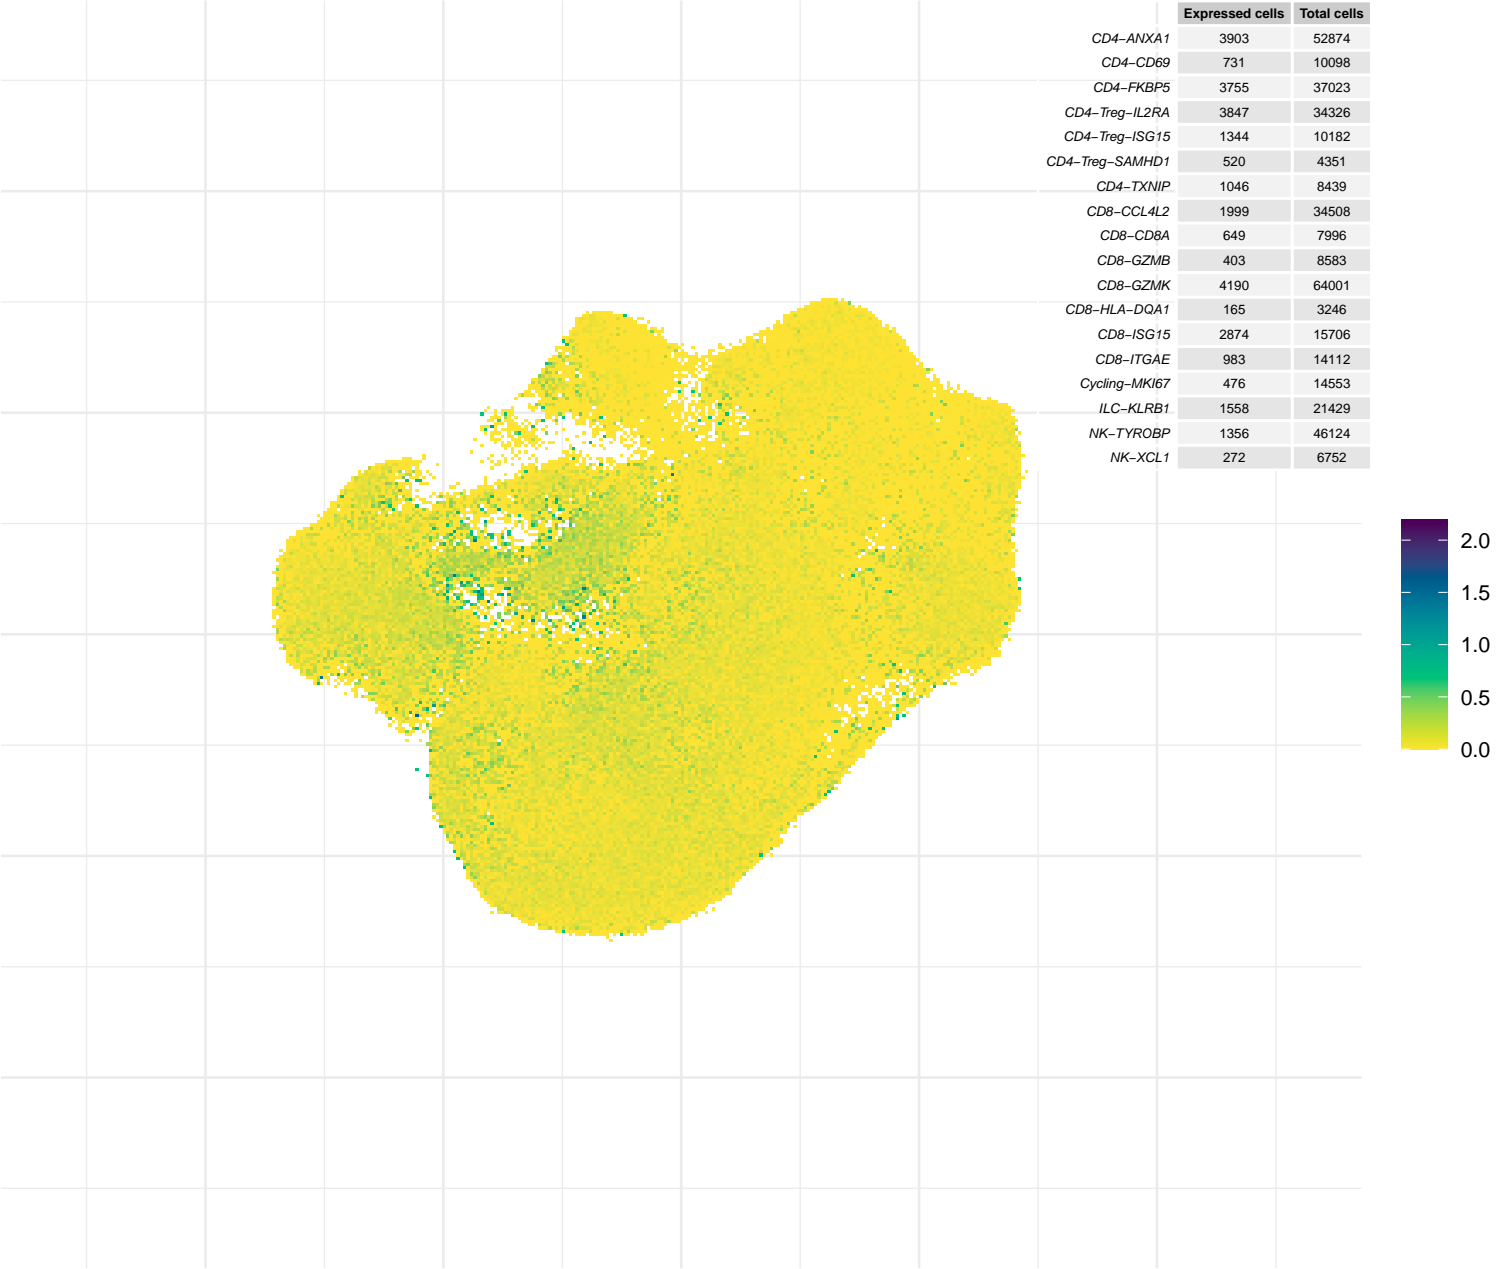 Expressed cells Total cells
CD4−ANXA1 3903 52874
CD4−CD69 731 10098
CD4−FKBP5 3755 37023
CD4−Treg−IL2RA 3847 34326
CD4−Treg−ISG15 1344 10182
CD4−Treg−SAMHD1 520 4351
CD4−TXNIP 1046 8439
CD8−CCL4L2 1999 34508
CD8−CD8A 649 7996
CD8−GZMB 403 8583
CD8−GZMK 4190 64001
CD8−HLA−DQA1 165 3246
CD8−ISG15 2874 15706
CD8−ITGAE 983 14112
Cycling−MKI67 476 14553
ILC−KLRB1 1558 21429
NK−TYROBP 1356 46124
NK−XCL1 272 6752
2.0
1.5
1.0
0.5
0.0